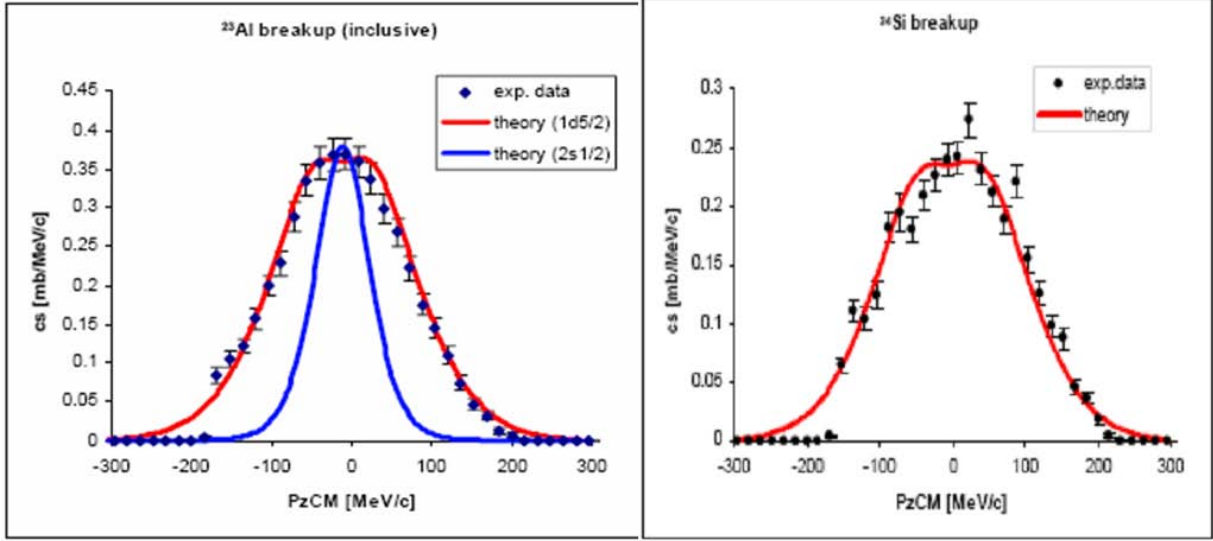 ²³Al breakup (inclusive)
exp. data
theory (1d5/2)
theory (2s1/2)
0.45
0.4
0.35
0.3
0.25
0.2
0.15
0.1
0.05
0
cs [mb/MeV/c]
-300 -200 -100 0 100 200 300
PzCM [MeV/c]
²⁴Si breakup
exp.data
theory
0.3
0.25
0.2
0.15
0.1
0.05
0
cs [mb/MeV/c]
-300 -200 -100 0 100 200 300
PzCM [MeV/c]